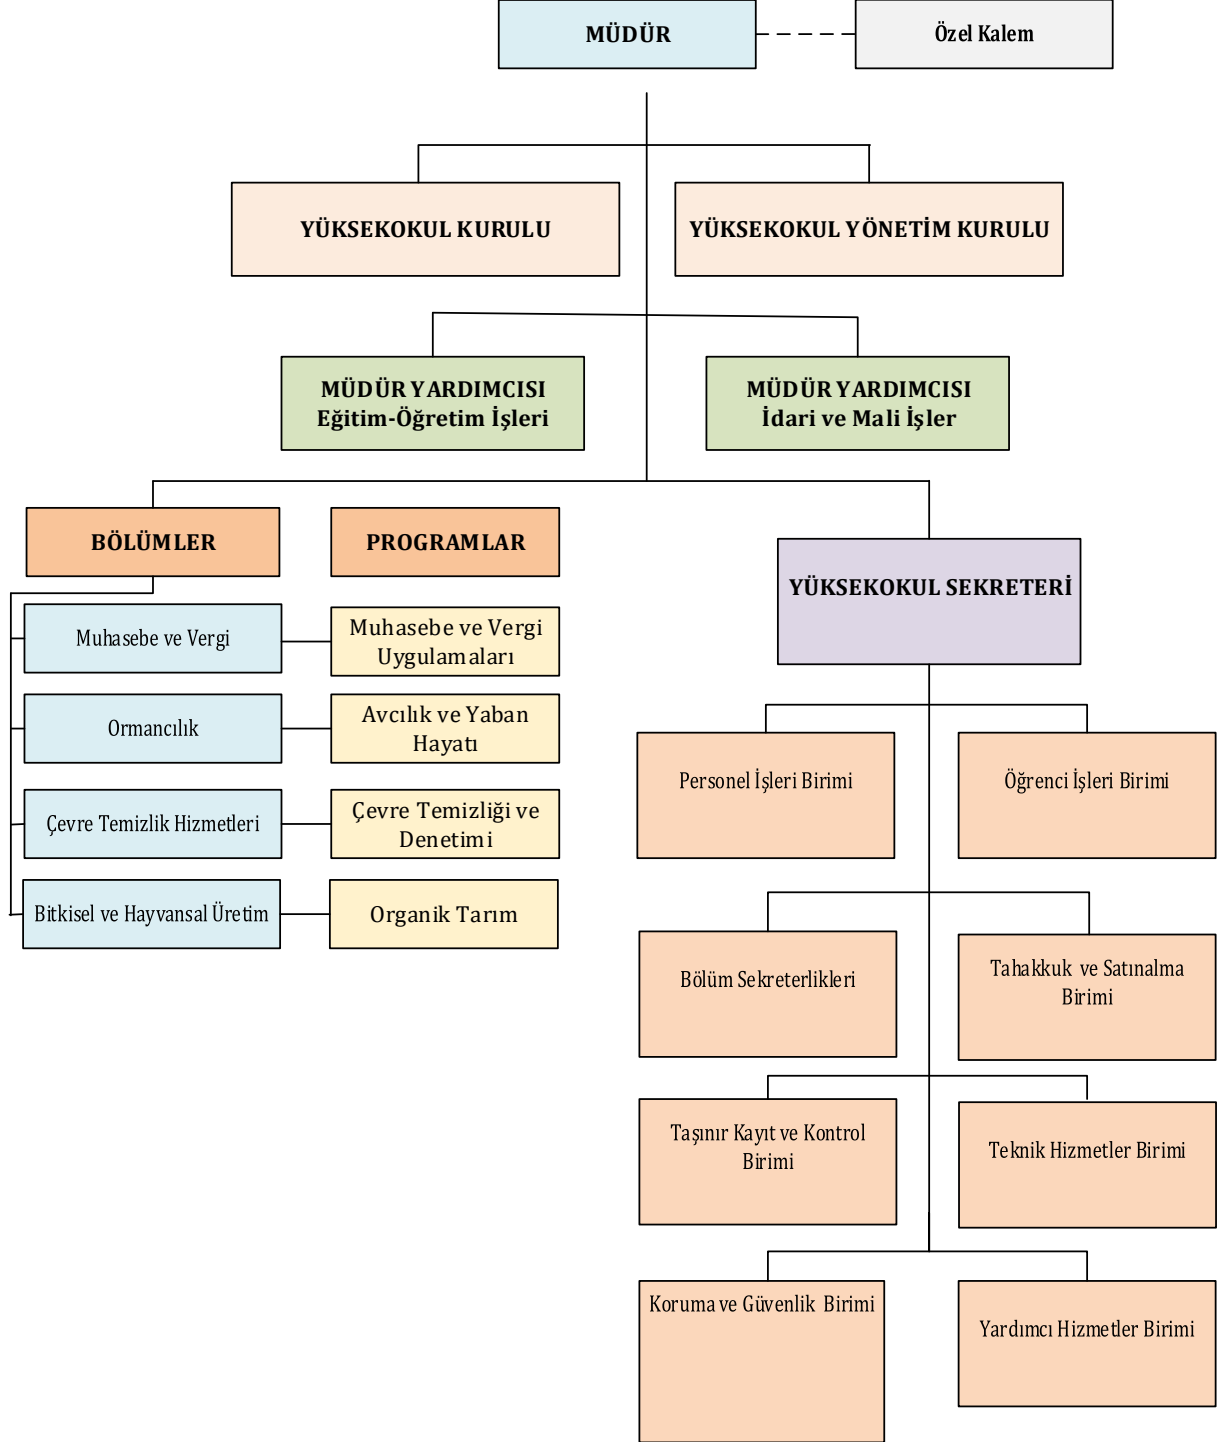 MÜDÜR
Özel Kalem
YÜKSEKOKUL KURULU
YÜKSEKOKUL YÖNETİM KURULU
MÜDÜR YARDIMCISI
Eğitim-Öğretim İşleri
MÜDÜR YARDIMCISI
İdari ve Mali İşler
BÖLÜMLER
PROGRAMLAR
YÜKSEKOKUL SEKRETERİ
Muhasebe ve Vergi
Muhasebe ve Vergi
Uygulamaları
Ormancılık
Avcılık ve Yaban
Hayatı
Çevre Temizlik Hizmetleri
Çevre Temizliği ve
Denetimi
Bitkisel ve Hayvansal Üretim
Organik Tarım
Personel İşleri Birimi
Öğrenci İşleri Birimi
Bölüm Sekreterlikleri
Tahakkuk ve Satınalma
Birimi
Taşınır Kayıt ve Kontrol
Birimi
Teknik Hizmetler Birimi
Koruma ve Güvenlik Birimi
Yardımcı Hizmetler Birimi